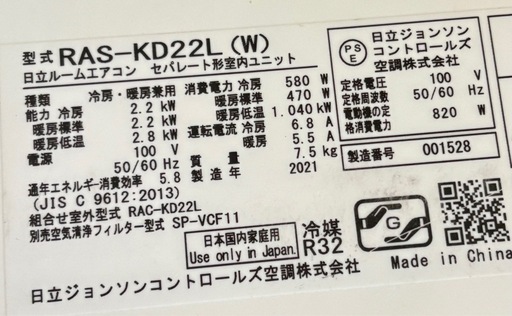 型式 RAS-KD22L(W)
日立ルームエアコン セパレート形室内ユニット
種類 冷房・暖房兼用
能力 冷房 2.2 kW
暖房標準 2.2 kW
暖房低温 2.8 kW
電源 100 V
50/60 Hz
消費電力 冷房 580 W
暖房標準 470 W
暖房低温 1.040 kW
運転電流 冷房 6.8 A
暖房 5.5 A
質量 7.5 kg
製造年 2021
通年エネルギー消費効率 5.8
(JIS C 9612:2013)
組合せ室外型式 RAC-KD22L
別売空気清浄フィルター型式 SP-VCF11
日本国内家庭用
Use only in Japan.
冷媒
R32
G
日立ジョンソンコントロールズ空調株式会社
PS
E
日立ジョンソン
コントロールズ
空調株式会社
定格電圧 100 V
定格周波数 50/60 Hz
電動機の定
格消費電力 820 W
製造番号 001528
Made in China